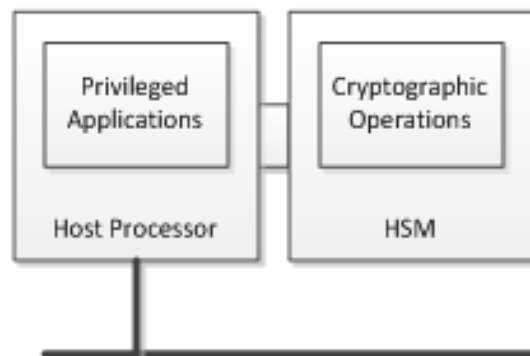 Privileged
Applications
Host Processor
Cryptographic
Operations
HSM